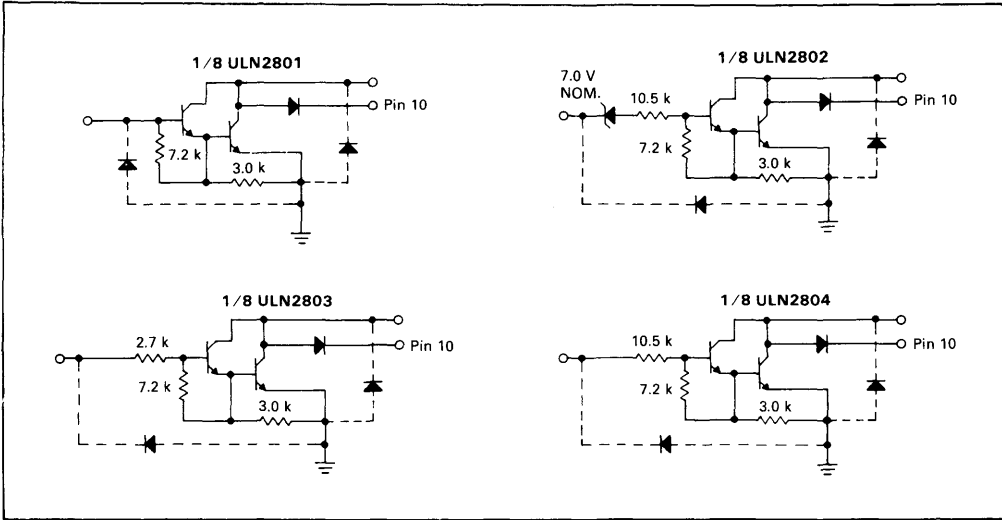 1/8 ULN2801
Pin 10
7.2 k
3.0 k
1/8 ULN2802
7.0 V
NOM.
10.5 k
Pin 10
7.2 k
3.0 k
1/8 ULN2803
2.7 k
Pin 10
7.2 k
3.0 k
1/8 ULN2804
10.5 k
Pin 10
7.2 k
3.0 k